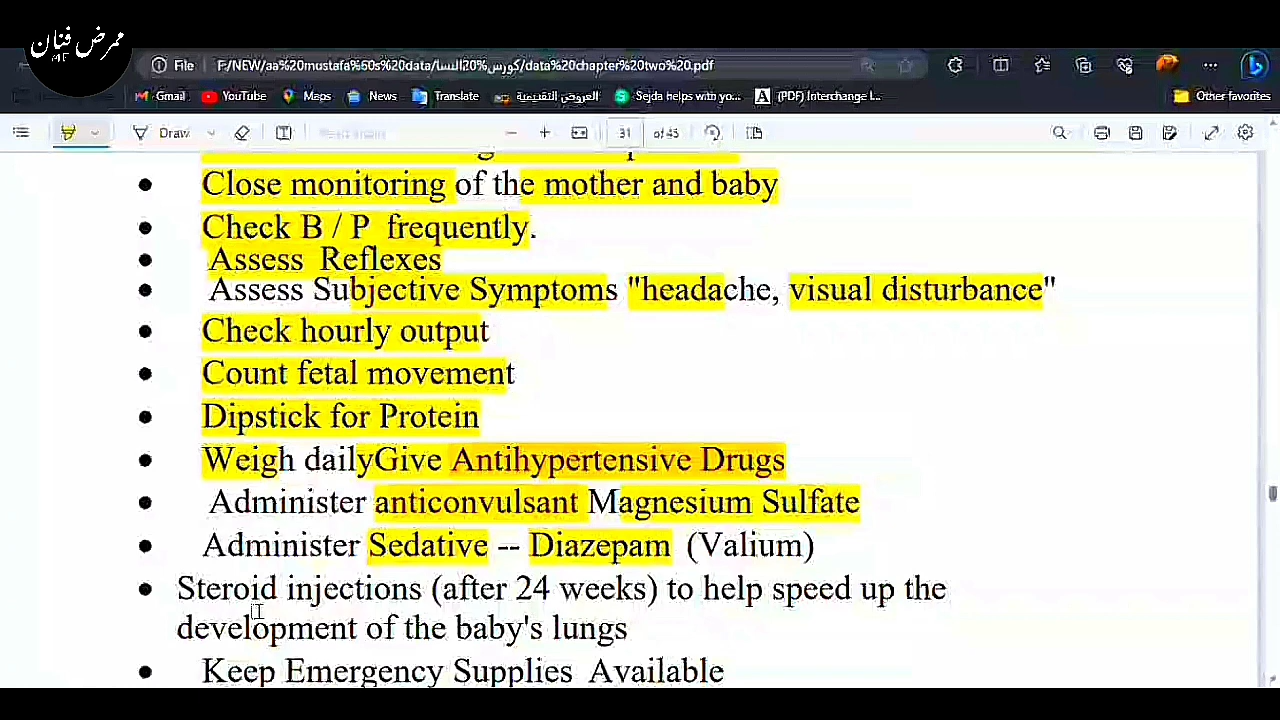 ممرض فنان
MF
File F:/NEW/aa%20mustafa%60s%20data/كورس%20النسا/data%20chapter%20two%20.pdf
Gmail YouTube Maps News Translate العروض التقديمية Sejda helps with yo... A (PDF) Interchange I... Other favorites
Draw 31 of 45
Close monitoring of the mother and baby
Check B / P frequently.
Assess Reflexes
Assess Subjective Symptoms "headache, visual disturbance"
Check hourly output
Count fetal movement
Dipstick for Protein
Weigh dailyGive Antihypertensive Drugs
Administer anticonvulsant Magnesium Sulfate
Administer Sedative -- Diazepam (Valium)
Steroid injections (after 24 weeks) to help speed up the
development of the baby's lungs
Keep Emergency Supplies Available